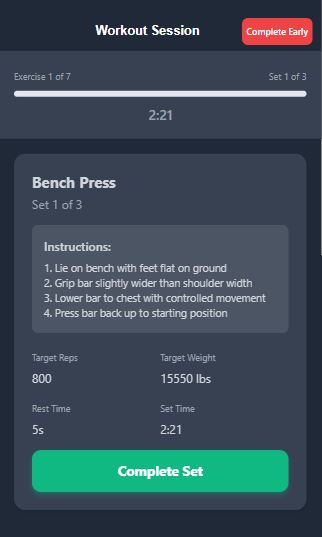 Workout Session
Complete Early
Exercise 1 of 7
Set 1 of 3
2:21
Bench Press
Set 1 of 3
Instructions:
1. Lie on bench with feet flat on ground
2. Grip bar slightly wider than shoulder width
3. Lower bar to chest with controlled movement
4. Press bar back up to starting position
Target Reps
Target Weight
800
15550 lbs
Rest Time
Set Time
5s
2:21
Complete Set